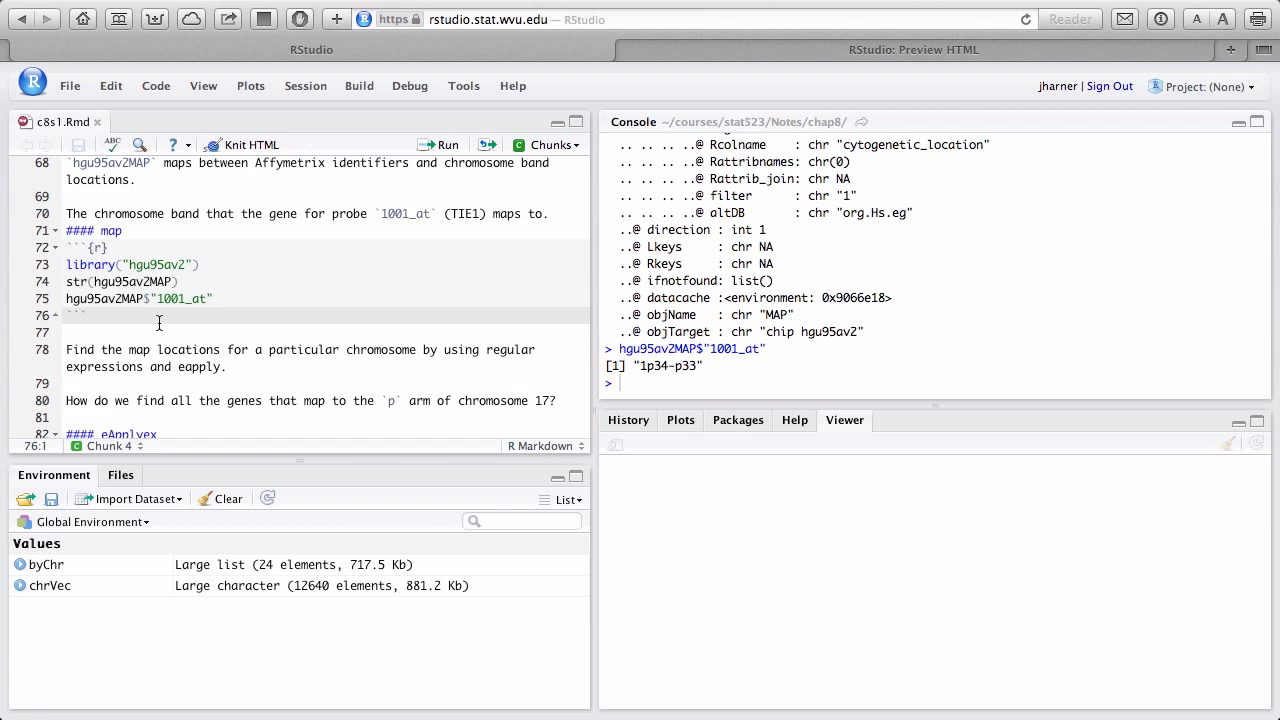 https rstudio.stat.wvu.edu — RStudio
Reader
A A
RStudio
RStudio: Preview HTML
R File Edit Code View Plots Session Build Debug Tools Help
jharner | Sign Out Project: (None)
c8s1.Rmd
ABC ? Knit HTML Run Chunks
68 `hgu95av2MAP` maps between Affymetrix identifiers and chromosome band
locations.
69
70 The chromosome band that the gene for probe `1001_at` (TIE1) maps to.
71 #### map
72 ```{r}
73 library("hgu95av2")
74 str(hgu95av2MAP)
75 hgu95av2MAP$"1001_at"
76 ```
77
78 Find the map locations for a particular chromosome by using regular
expressions and eapply.
79
80 How do we find all the genes that map to the `p` arm of chromosome 17?
81
82 #### eApplyex
76:1 Chunk 4 R Markdown
Console ~/courses/stat523/Notes/chap8/
.. .. .. ..@ Rcolname : chr "cytogenetic_location"
.. .. .. ..@ Rattribnames: chr(0)
.. .. .. ..@ Rattrib_join: chr NA
.. .. .. ..@ filter : chr "1"
.. .. .. ..@ altDB : chr "org.Hs.eg"
..@ direction : int 1
..@ Lkeys : chr NA
..@ Rkeys : chr NA
..@ ifnotfound: list()
..@ datacache :<environment: 0x9066e18>
..@ objName : chr "MAP"
..@ objTarget : chr "chip hgu95av2"
> hgu95av2MAP$"1001_at"
[1] "1p34-p33"
>
Environment Files
Import Dataset Clear List
Global Environment
Values
byChr Large list (24 elements, 717.5 Kb)
chrVec Large character (12640 elements, 881.2 Kb)
History Plots Packages Help Viewer